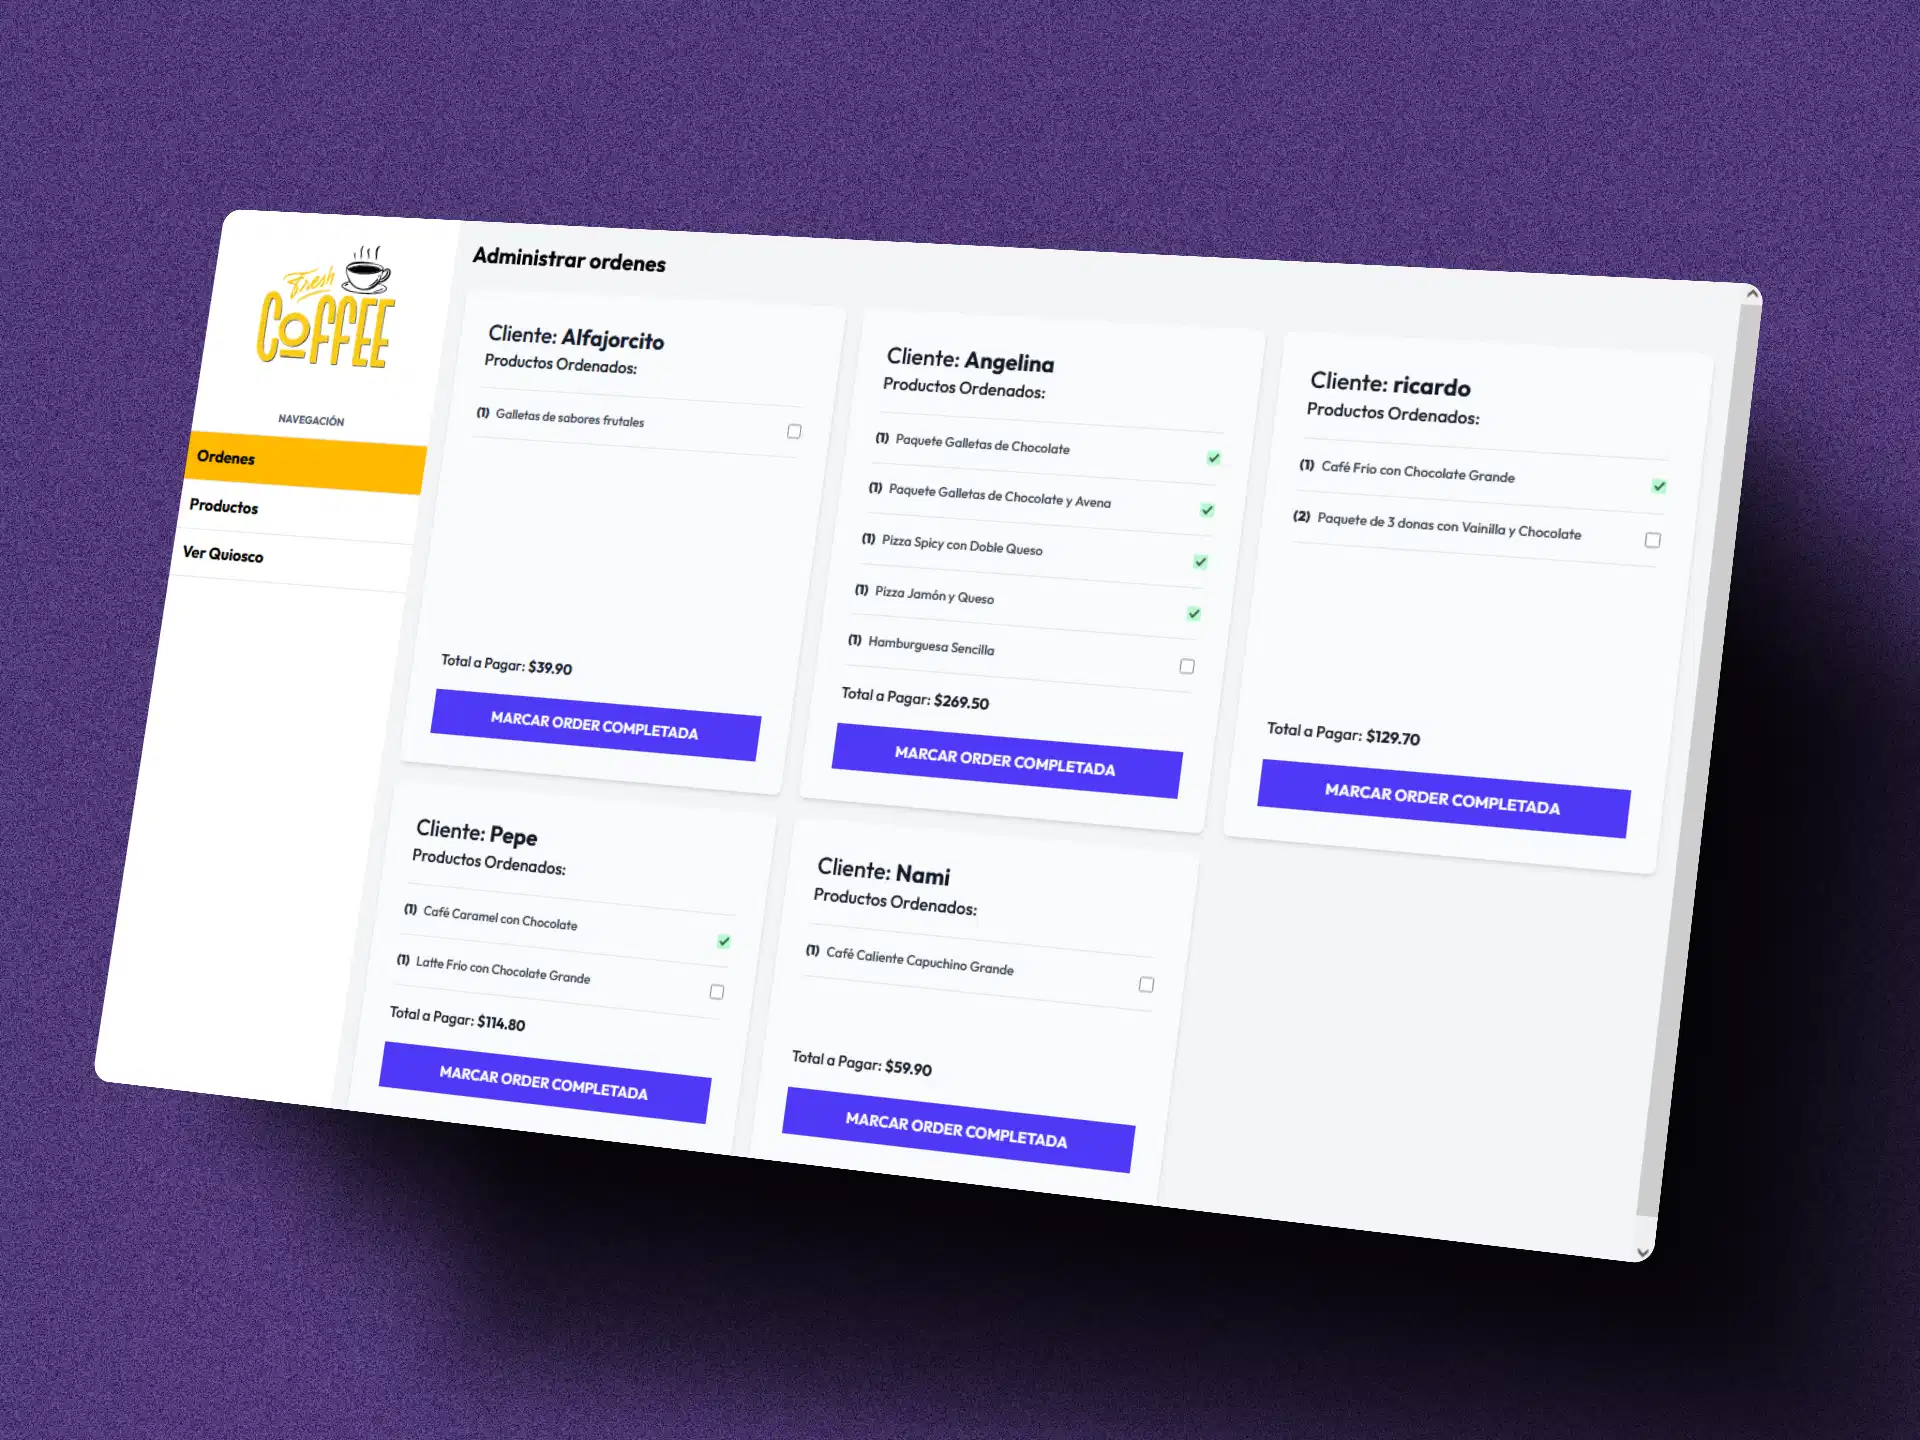 Fresh
COFFEE
NAVEGACIÓN
Ordenes
Productos
Ver Quiosco
Administrar ordenes
Cliente: Alfajorcito
Productos Ordenados:
(1) Galletas de sabores frutales
Total a Pagar: $39.90
MARCAR ORDER COMPLETADA
Cliente: Angelina
Productos Ordenados:
(1) Paquete Galletas de Chocolate
(1) Paquete Galletas de Chocolate y Avena
(1) Pizza Spicy con Doble Queso
(1) Pizza Jamón y Queso
(1) Hamburguesa Sencilla
Total a Pagar: $269.50
MARCAR ORDER COMPLETADA
Cliente: ricardo
Productos Ordenados:
(1) Café Frio con Chocolate Grande
(2) Paquete de 3 donas con Vainilla y Chocolate
Total a Pagar: $129.70
MARCAR ORDER COMPLETADA
Cliente: Pepe
Productos Ordenados:
(1) Café Caramel con Chocolate
(1) Latte Frio con Chocolate Grande
Total a Pagar: $114.80
MARCAR ORDER COMPLETADA
Cliente: Nami
Productos Ordenados:
(1) Café Caliente Capuchino Grande
Total a Pagar: $59.90
MARCAR ORDER COMPLETADA